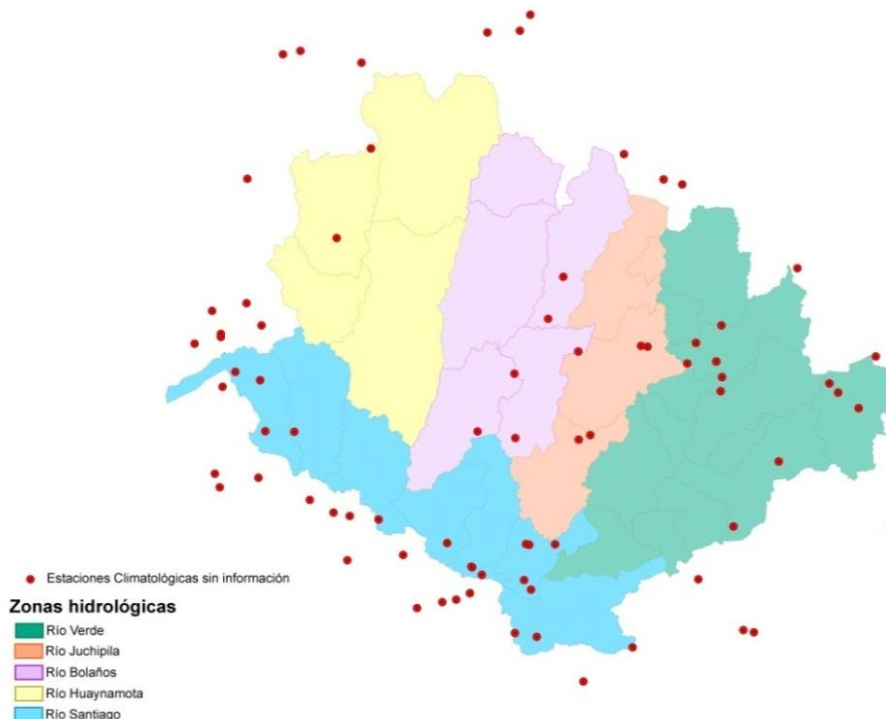 Estaciones Climatológicas sin información
Zonas hidrológicas
Río Verde
Río Juchipila
Río Bolaños
Río Huaynamota
Río Santiago